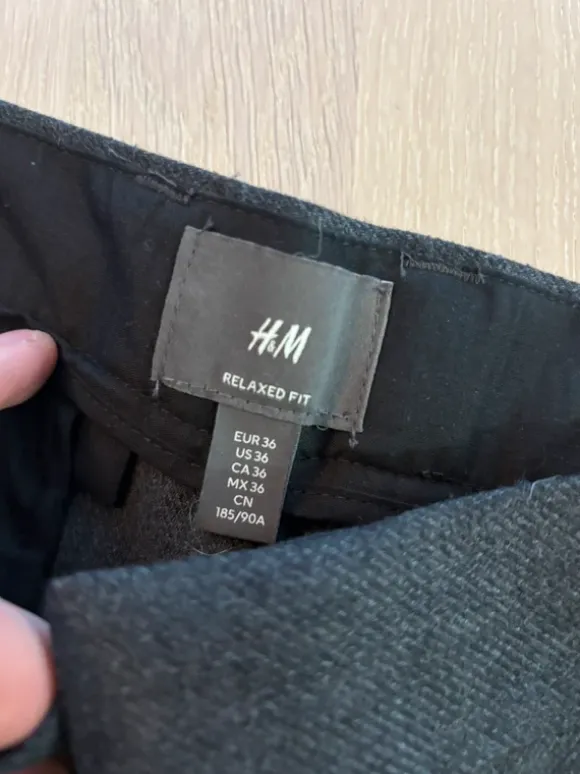 H&M
RELAXED FIT
EUR 36
US 36
CA 36
MX 36
CN
185/90A